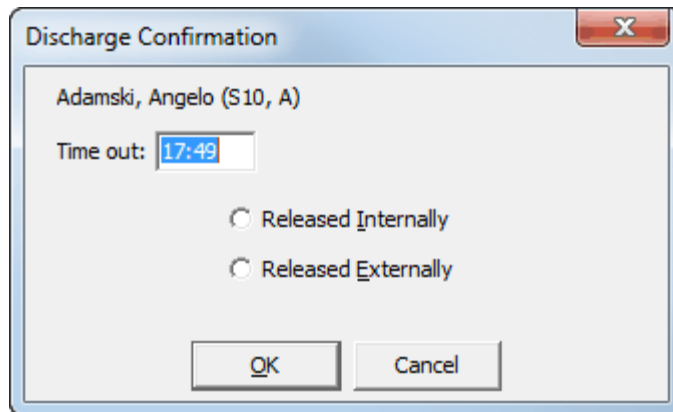 Discharge Confirmation
Adamski, Angelo (S10, A)
Time out: 17:49
Released Internally
Released Externally
OK
Cancel